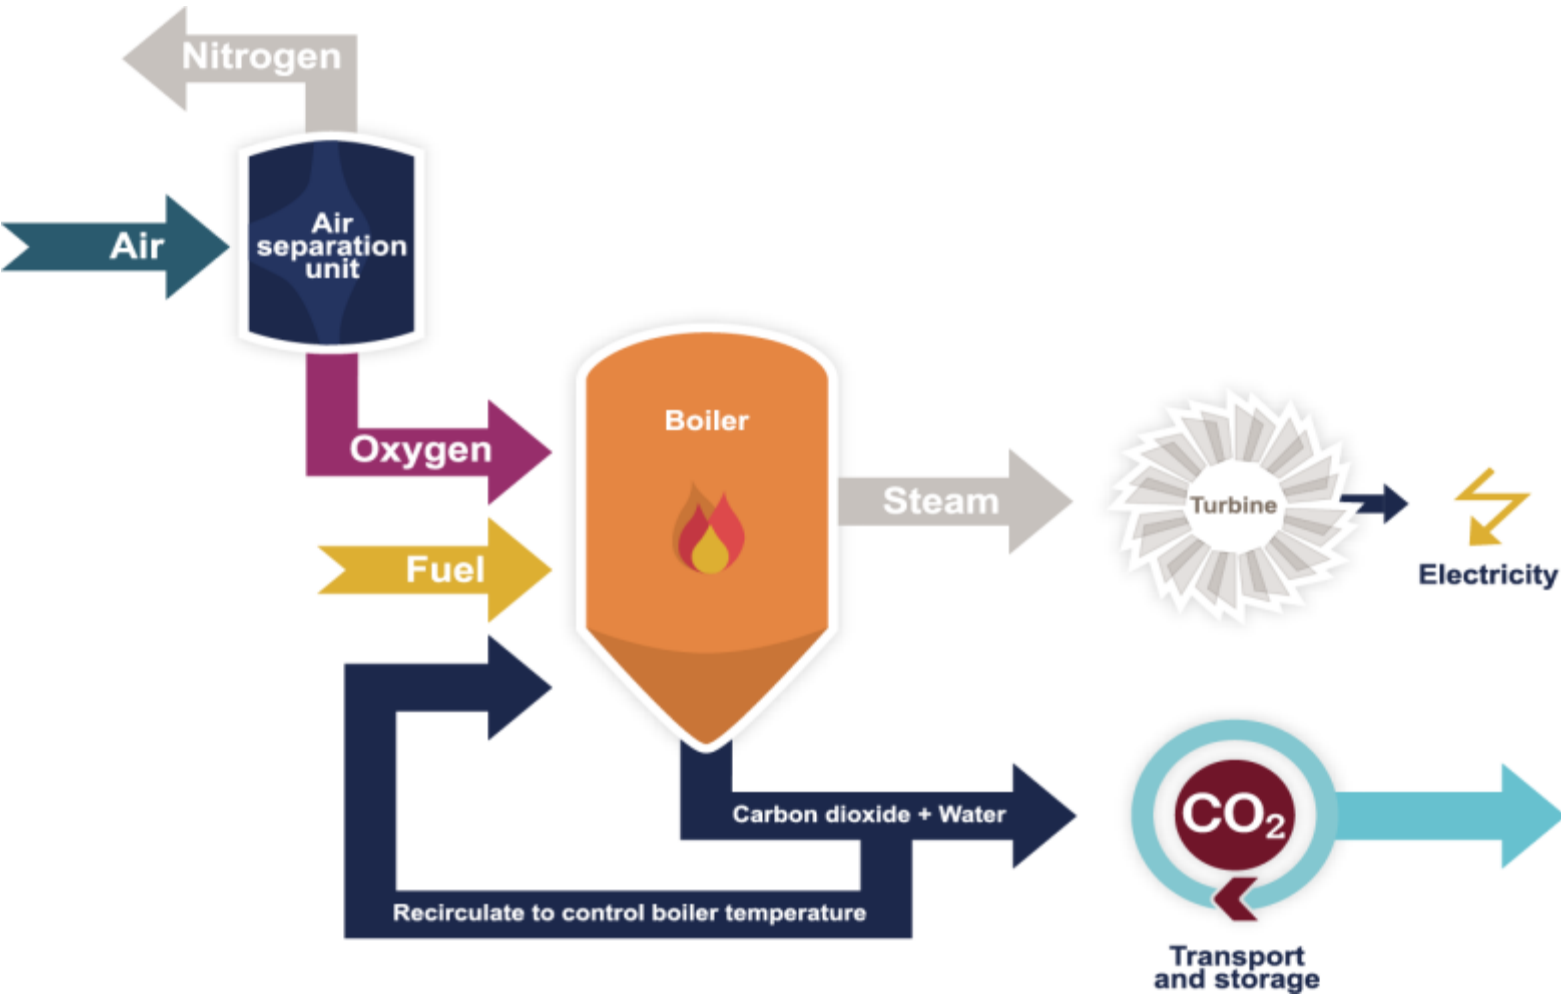 Nitrogen
Air
Air
separation
unit
Oxygen
Boiler
Fuel
Steam
Turbine
Electricity
Carbon dioxide + Water
Recirculate to control boiler temperature
CO₂
Transport
and storage